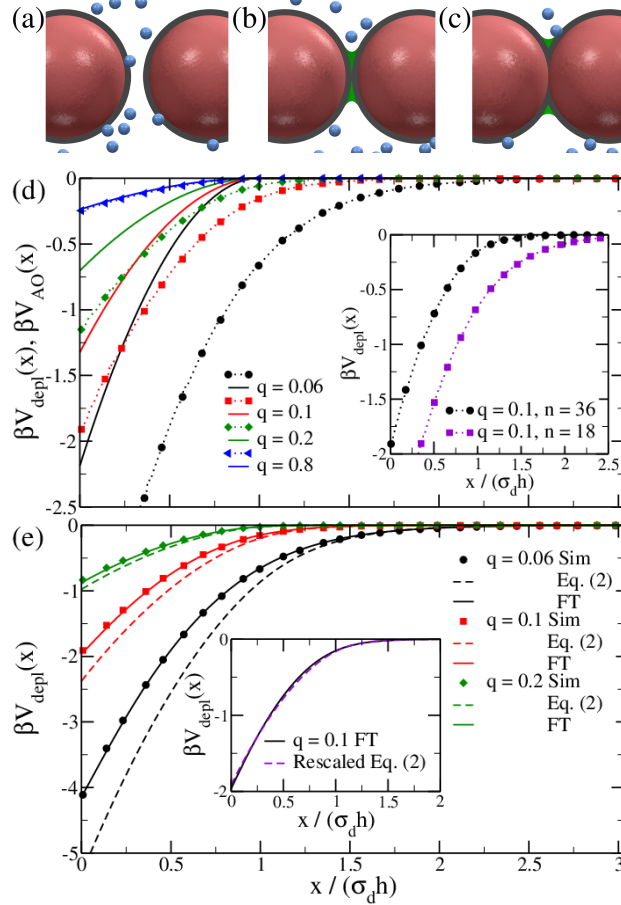 (a)
(b)
(c)
(d)
βV_depl(x), βV_AO(x)
0
-0.5
-1
-1.5
-2
-2.5
q = 0.06
q = 0.1
q = 0.2
q = 0.8
βV_depl(x)
0
-0.5
-1
-1.5
-2
q = 0.1, n = 36
q = 0.1, n = 18
0 0.5 1 1.5 2 2.5
x / (σ_d h)
(e)
βV_depl(x)
0
-1
-2
-3
-4
-5
q = 0.06 Sim
Eq. (2)
FT
q = 0.1 Sim
Eq. (2)
FT
q = 0.2 Sim
Eq. (2)
FT
βV_depl(x)
0
-1
-2
q = 0.1 FT
Rescaled Eq. (2)
0 0.5 1 1.5 2
x / (σ_d h)
0 0.5 1 1.5 2 2.5 3
x / (σ_d h)